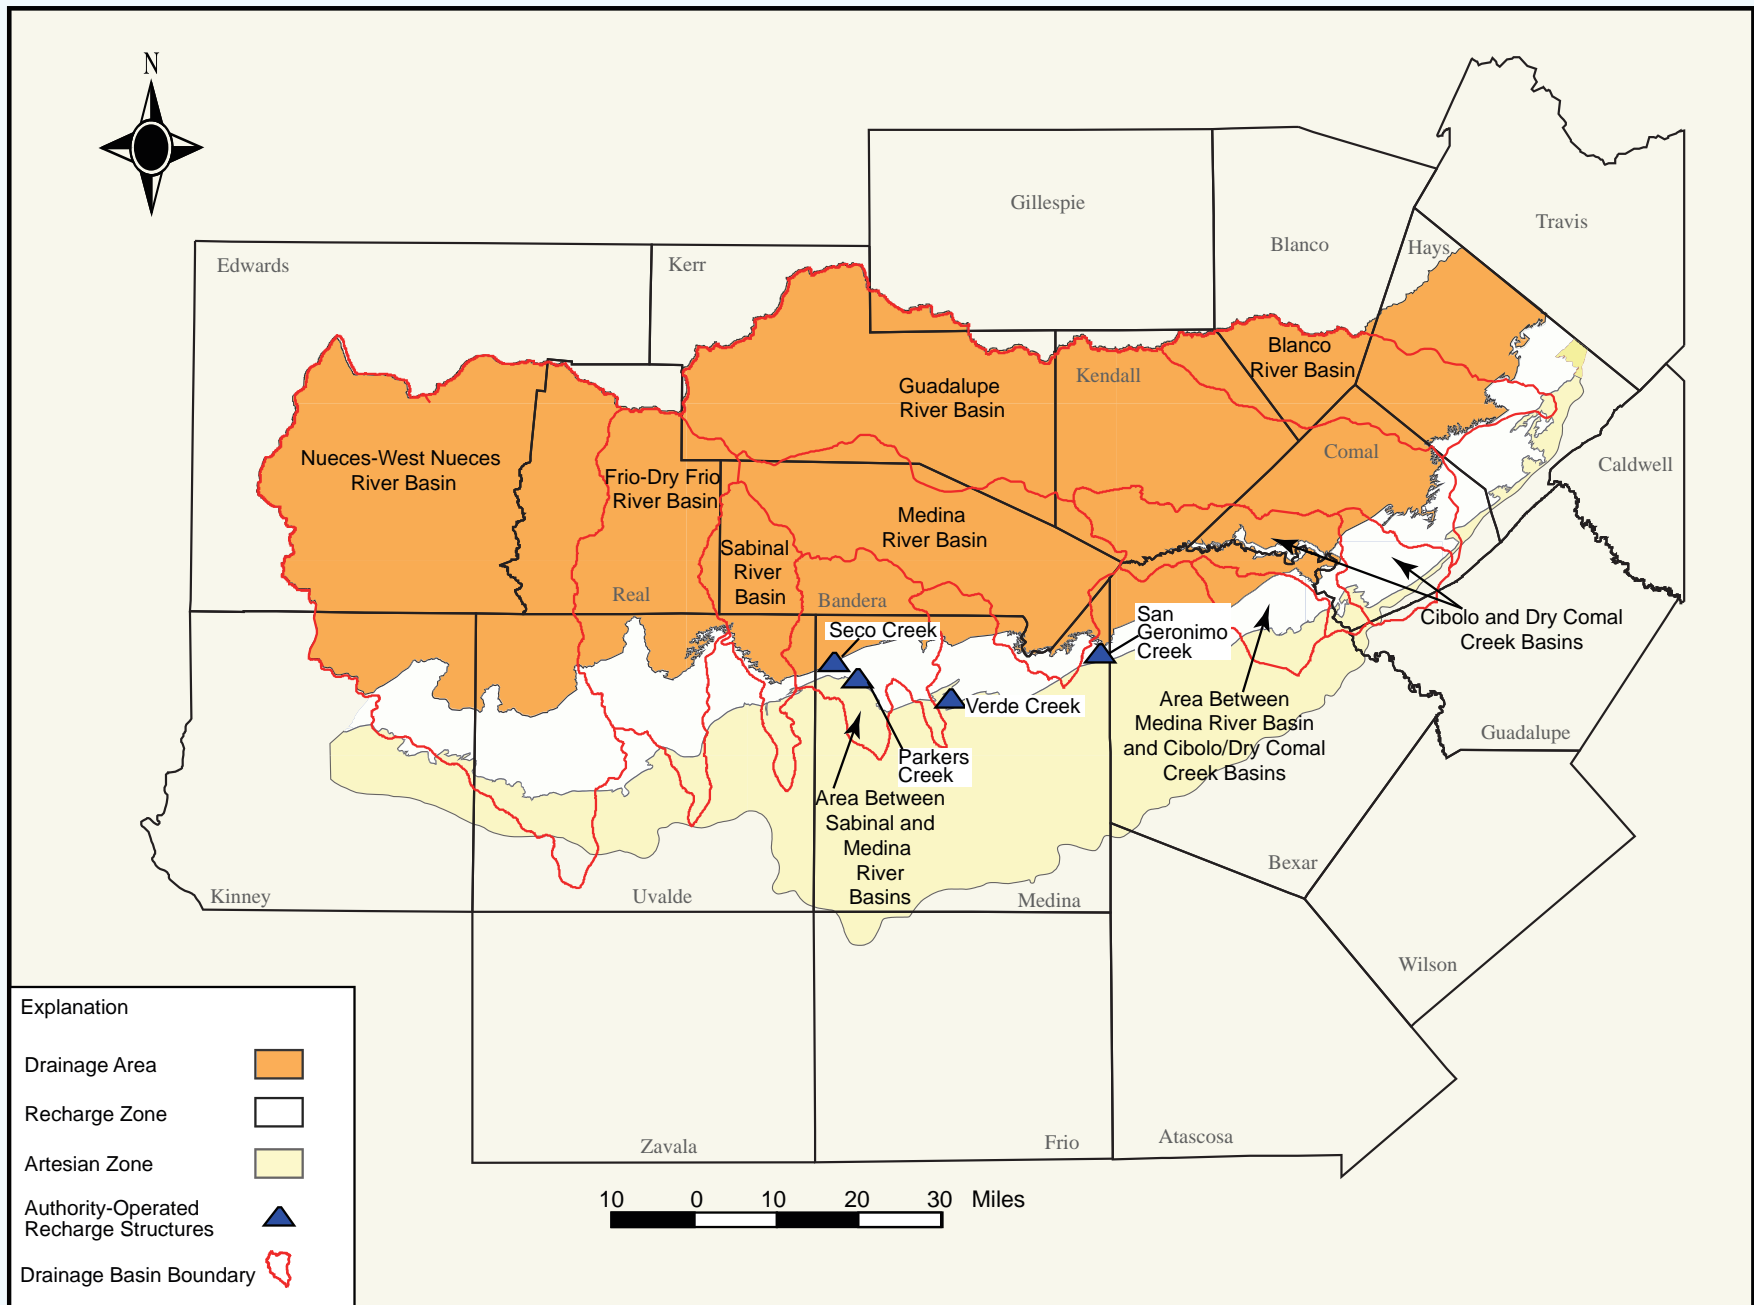 N
Gillespie
Travis
Blanco
Hays
Edwards
Kerr
Blanco
River Basin
Kendall
Guadalupe
River Basin
Comal
Caldwell
Nueces-West Nueces
River Basin
Frio-Dry Frio
River Basin
Medina
River Basin
Sabinal
River
Basin
Real
Bandera
San
Geronimo
Creek
Cibolo and Dry Comal
Creek Basins
Seco Creek
Verde Creek
Area Between
Medina River Basin
and Cibolo/Dry Comal
Creek Basins
Guadalupe
Parkers
Creek
Area Between
Sabinal and
Medina
River
Basins
Bexar
Kinney
Uvalde
Medina
Wilson
Zavala
Frio
Atascosa
Explanation
Drainage Area
Recharge Zone
Artesian Zone
Authority-Operated
Recharge Structures
Drainage Basin Boundary
10 0 10 20 30 Miles